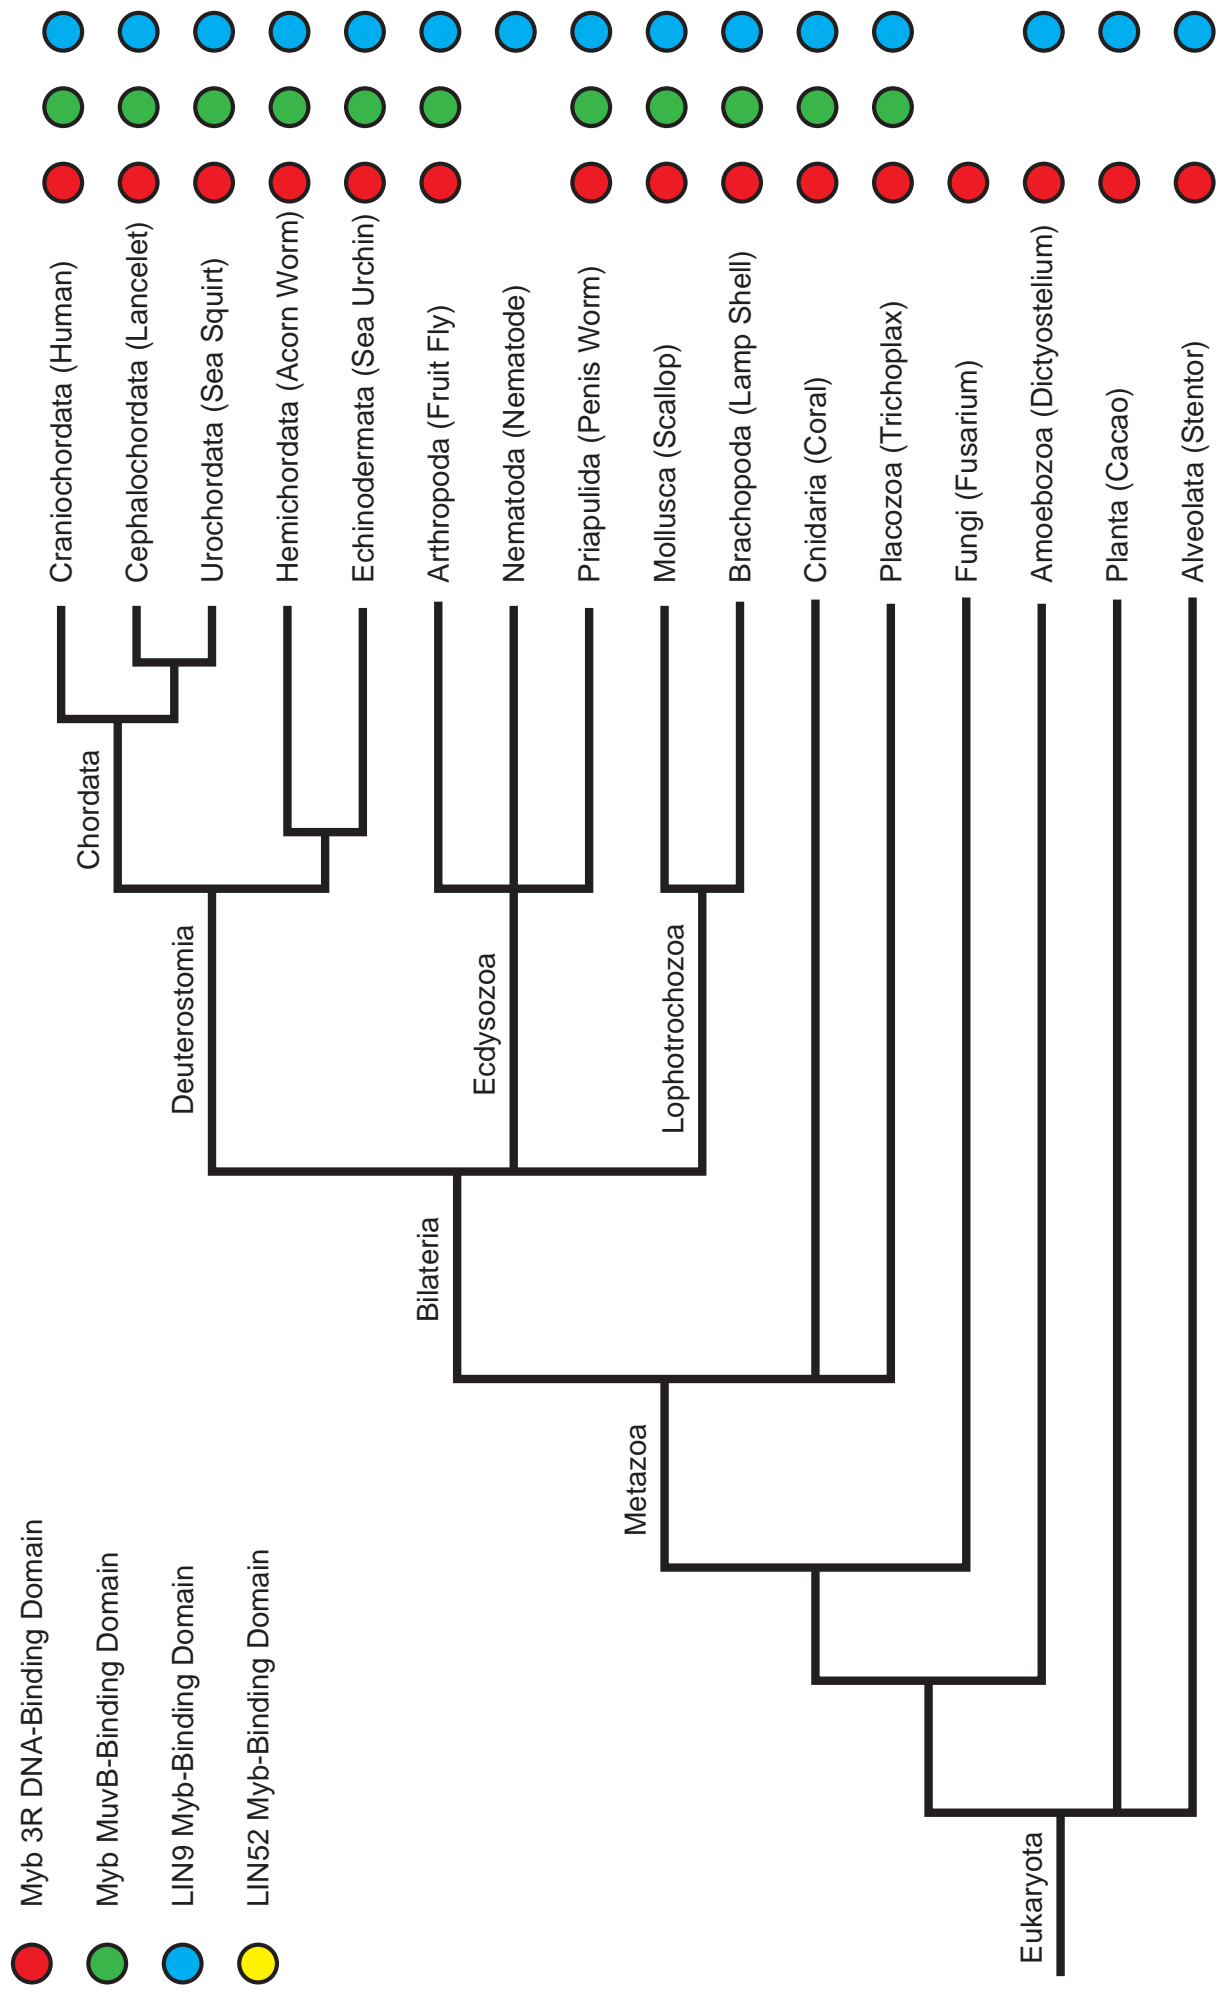 Myb 3R DNA-Binding Domain
Myb MuvB-Binding Domain
LIN9 Myb-Binding Domain
LIN52 Myb-Binding Domain
Craniochordata (Human)
Cephalochordata (Lancelet)
Urochordata (Sea Squirt)
Hemichordata (Acorn Worm)
Echinodermata (Sea Urchin)
Arthropoda (Fruit Fly)
Nematoda (Nematode)
Priapulida (Penis Worm)
Mollusca (Scallop)
Brachopoda (Lamp Shell)
Cnidaria (Coral)
Placozoa (Trichoplax)
Fungi (Fusarium)
Amoebozoa (Dictyostelium)
Planta (Cacao)
Alveolata (Stentor)
Chordata
Deuterostomia
Ecdysozoa
Lophotrochozoa
Bilateria
Metazoa
Eukaryota